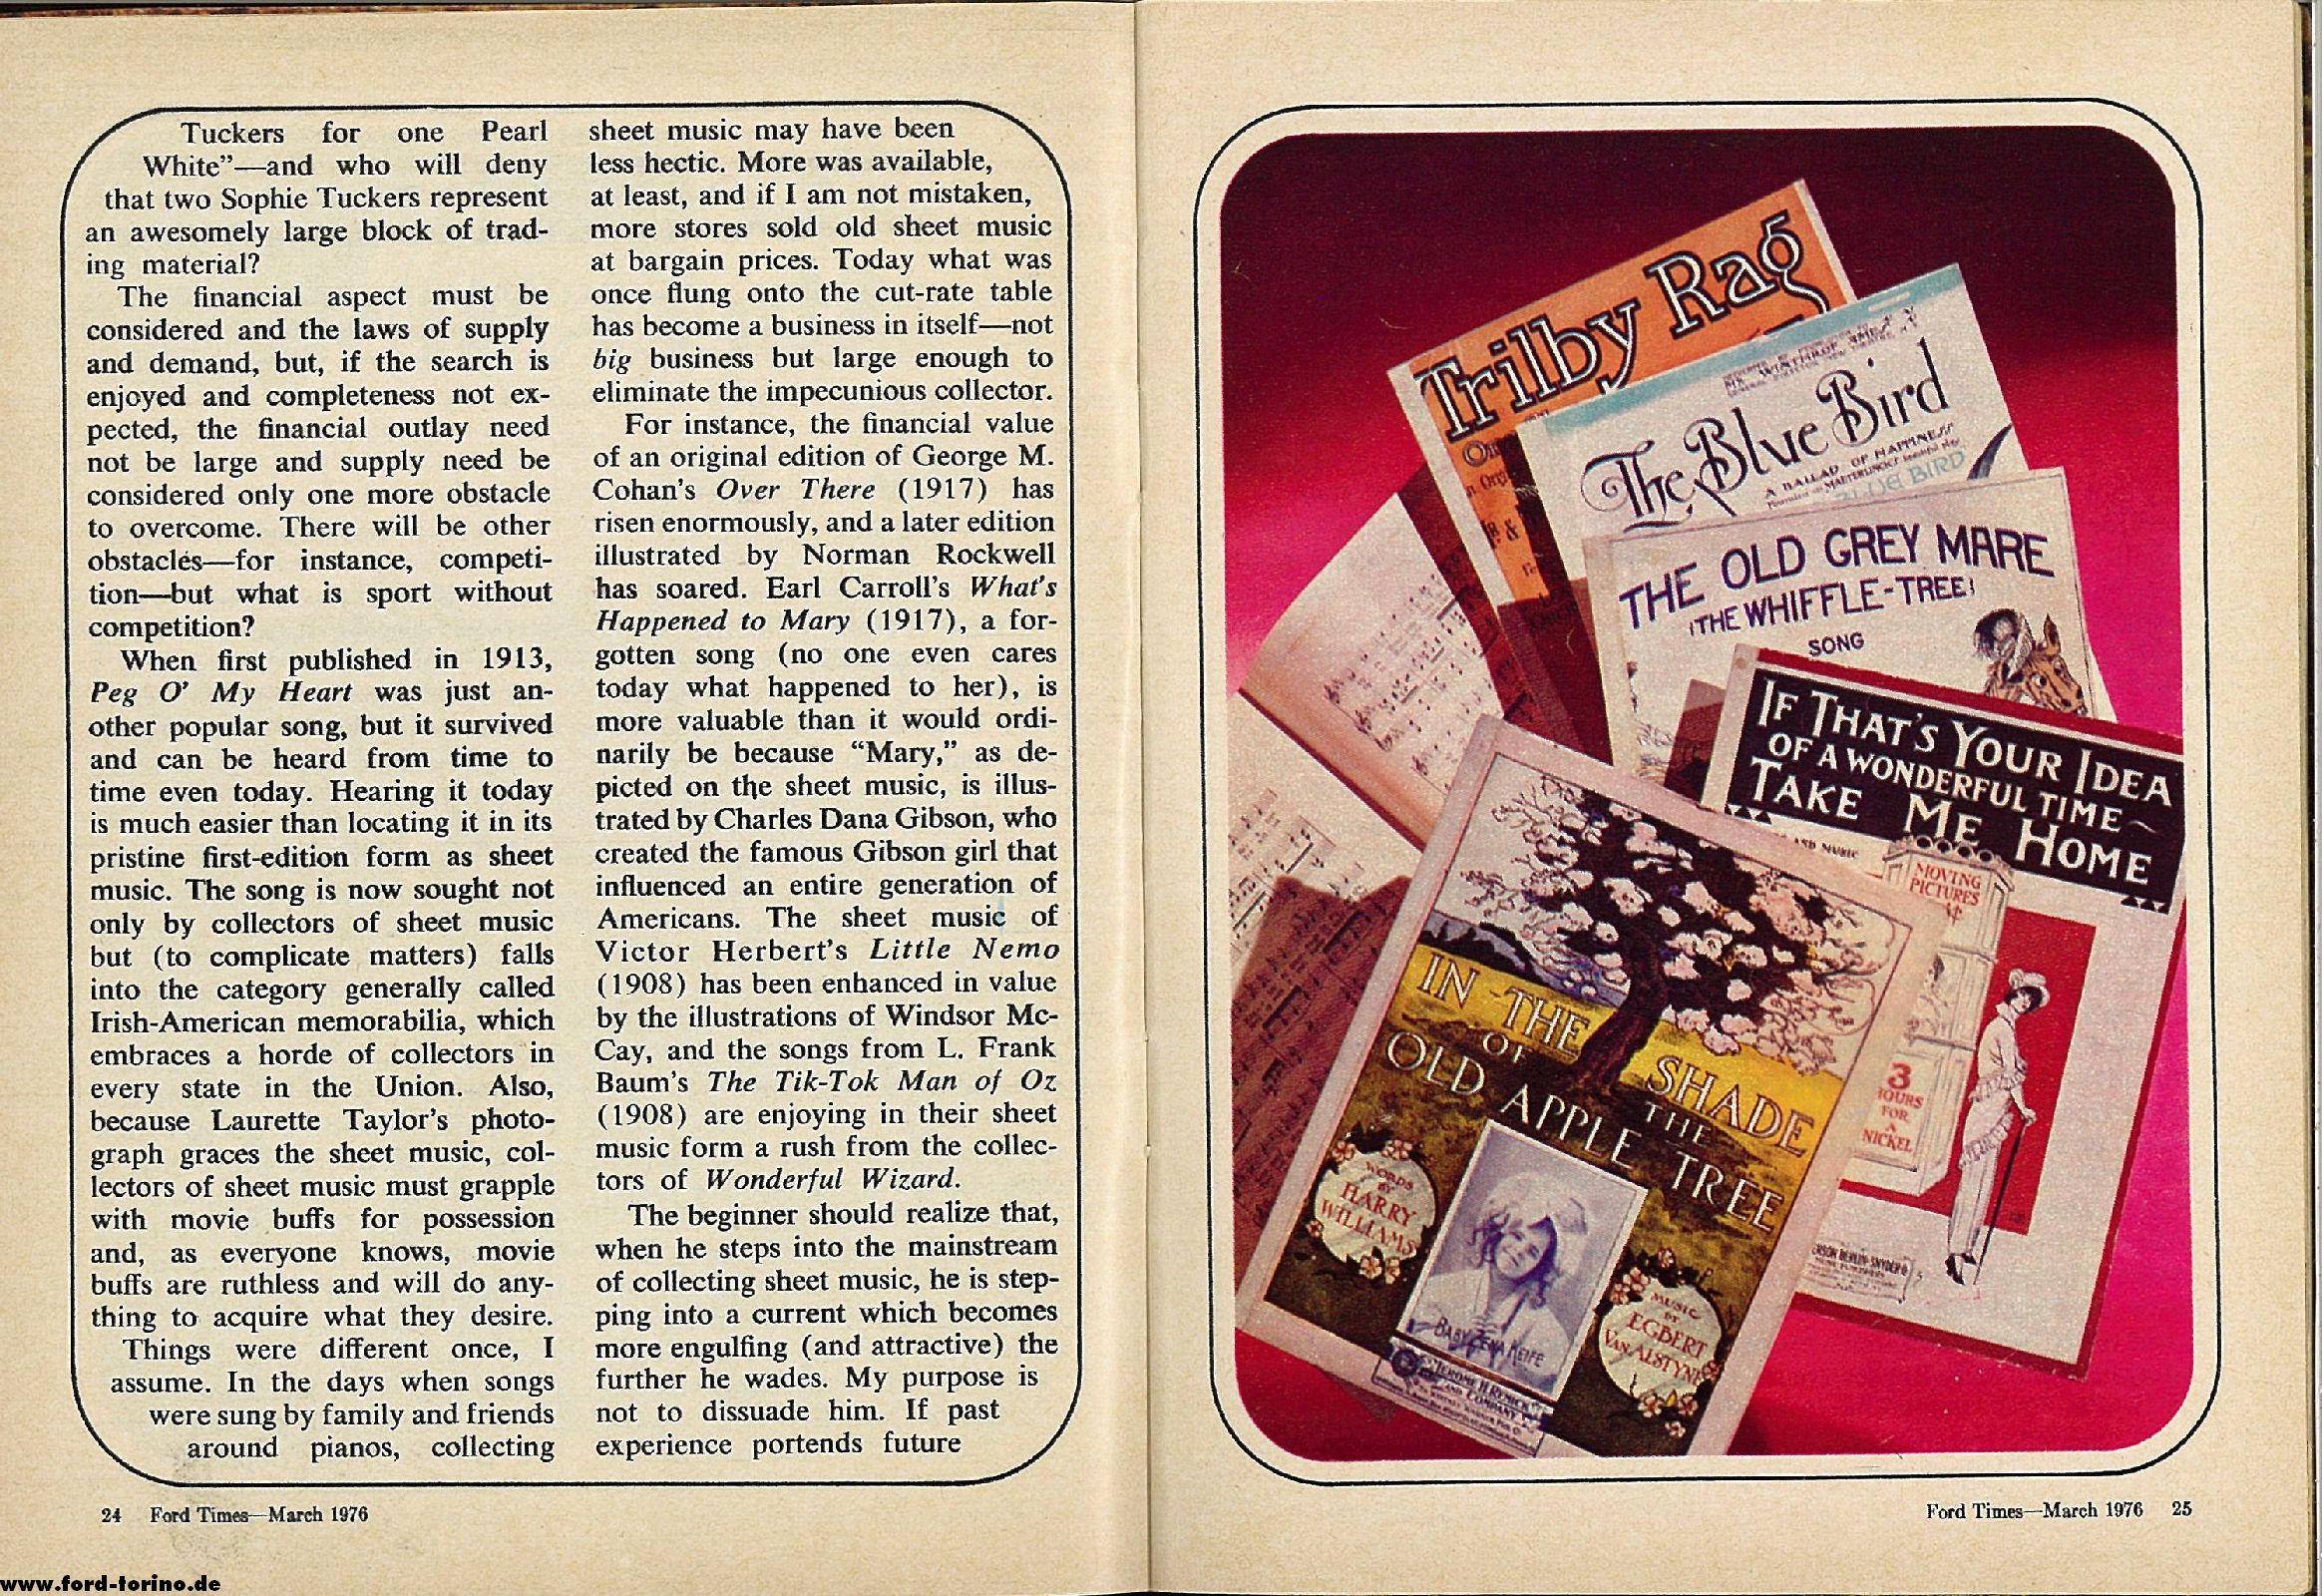 Tuckers for one Pearl
White”—and who will deny
that two Sophie Tuckers represent
an awesomely large block of trad-
ing material?
The financial aspect must be
considered and the laws of supply
and demand, but, if the search is
enjoyed and completeness not ex-
pected, the financial outlay need
not be large and supply need be
considered only one more obstacle
to overcome. There will be other
obstacles—for instance, competi-
tion—but what is sport without
competition?
When first published in 1913,
Peg O’ My Heart was just an-
other popular song, but it survived
and can be heard from time to
time even today. Hearing it today
is much easier than locating it in its
pristine first-edition form as sheet
music. The song is now sought not
only by collectors of sheet music
but (to complicate matters) falls
into the category generally called
Irish-American memorabilia, which
embraces a horde of collectors in
every state in the Union. Also,
because Laurette Taylor’s photo-
graph graces the sheet music, col-
lectors of sheet music must grapple
with movie buffs for possession
and, as everyone knows, movie
buffs are ruthless and will do any-
thing to acquire what they desire.
Things were different once, I
assume. In the days when songs
were sung by family and friends
around pianos, collecting
sheet music may have been
less hectic. More was available,
at least, and if I am not mistaken,
more stores sold old sheet music
at bargain prices. Today what was
once flung onto the cut-rate table
has become a business in itself—not
big business but large enough to
eliminate the impecunious collector.
For instance, the financial value
of an original edition of George M.
Cohan’s Over There (1917) has
risen enormously, and a later edition
illustrated by Norman Rockwell
has soared. Earl Carroll’s What’s
Happened to Mary (1917), a for-
gotten song (no one even cares
today what happened to her), is
more valuable than it would ordi-
narily be because “Mary,” as de-
picted on the sheet music, is illus-
trated by Charles Dana Gibson, who
created the famous Gibson girl that
influenced an entire generation of
Americans. The sheet music of
Victor Herbert’s Little Nemo
(1908) has been enhanced in value
by the illustrations of Windsor Mc-
Cay, and the songs from L. Frank
Baum’s The Tik-Tok Man of Oz
(1908) are enjoying in their sheet
music form a rush from the collec-
tors of Wonderful Wizard.
The beginner should realize that,
when he steps into the mainstream
of collecting sheet music, he is step-
ping into a current which becomes
more engulfing (and attractive) the
further he wades. My purpose is
not to dissuade him. If past
experience portends future
24 Ford Times—March 1976
Trilby Rag
WINTHROP
The Blue Bird
A BALLAD OF HAPPINESS
BLUE BIRD
THE OLD GREY MARE
(THE WHIFFLE-TREE)
SONG
IF THAT’S YOUR IDEA
OF A WONDERFUL TIME~
TAKE ME HOME
AND MUSIC
MOVING
PICTURES
3
HOURS
FOR
A
NICKEL
IN THE SHADE
OF THE
OLD APPLE TREE
WORDS
BY
HARRY
WILLIAMS
BABY ZENA KEIFE
MUSIC
BY
EGBERT
VAN ALSTYNE
JEROME H. REMICK
AND COMPANY
BERLIN-SNYDER
Ford Times—March 1976 25
www.ford-torino.de